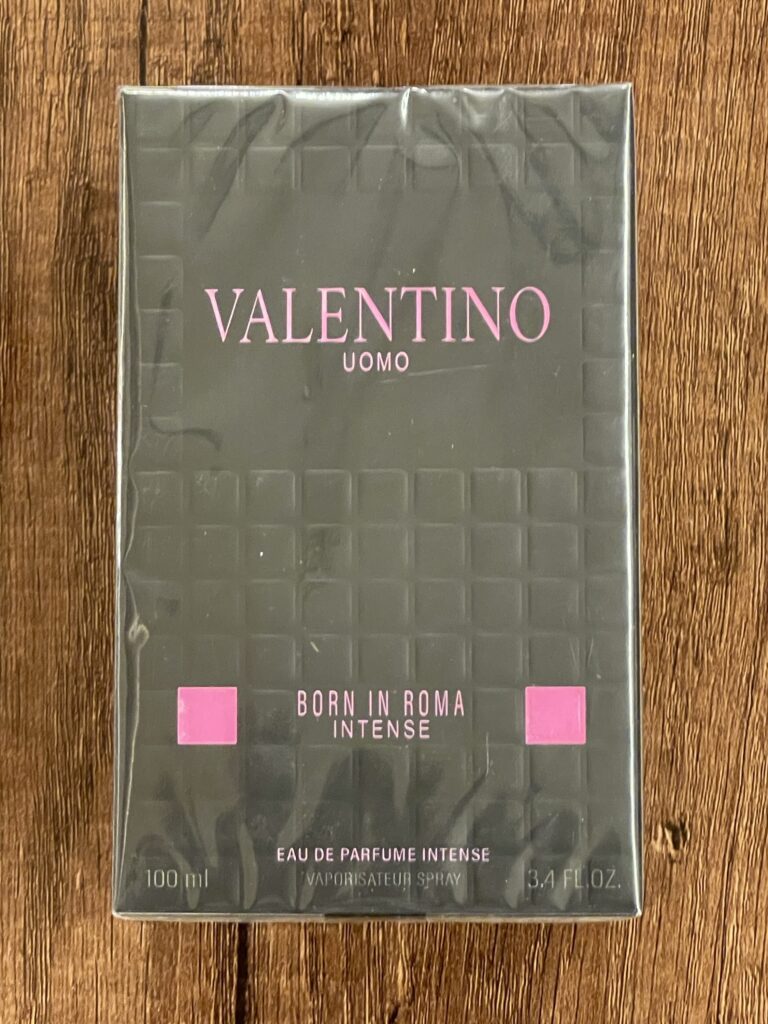 VALENTINO
UOMO
BORN IN ROMA
INTENSE
EAU DE PARFUME INTENSE
100 ml VAPORISATEUR SPRAY 3.4 FL.OZ.